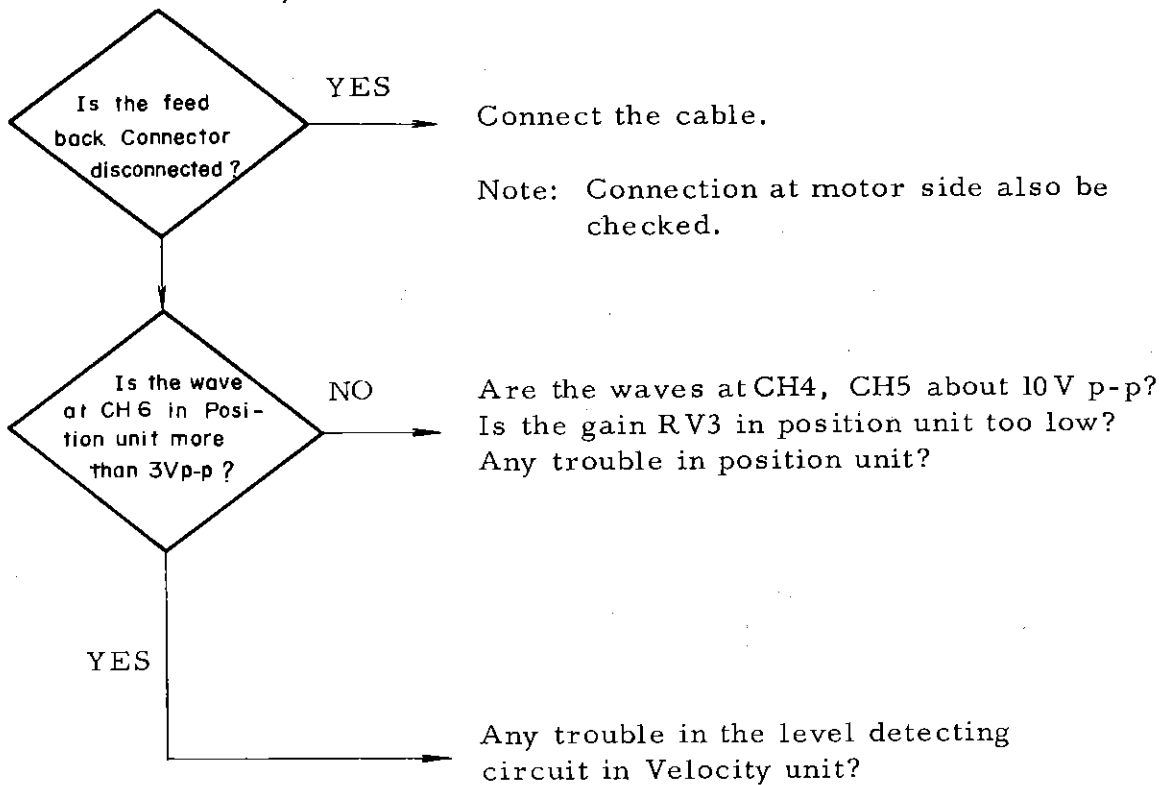 Is the feed
back Connector
disconnected?
YES
Connect the cable.
Note: Connection at motor side also be
checked.
Is the wave
at CH6 in Posi-
tion unit more
than 3Vp-p?
NO
Are the waves at CH4, CH5 about 10V p-p?
Is the gain RV3 in position unit too low?
Any trouble in position unit?
YES
Any trouble in the level detecting
circuit in Velocity unit?